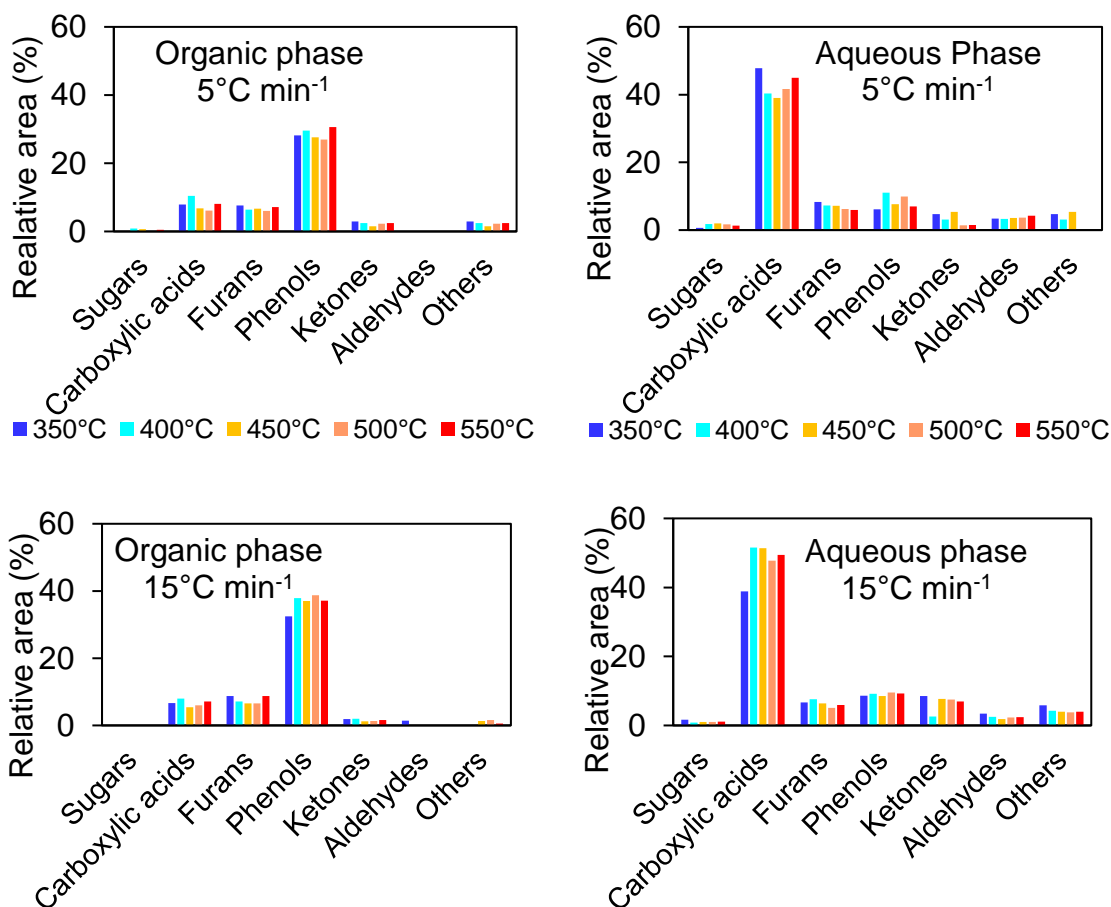 Realative area (%)
60
40
20
0
Organic phase
5°C min-1
Sugars
Carboxylic acids
Furans
Phenols
Ketones
Aldehydes
Others
350°C 400°C 450°C 500°C 550°C
Relative area (%)
60
40
20
0
Aqueous Phase
5°C min-1
Sugars
Carboxylic acids
Furans
Phenols
Ketones
Aldehydes
Others
350°C 400°C 450°C 500°C 550°C
Relative area (%)
60
40
20
0
Organic phase
15°C min-1
Sugars
Carboxylic acids
Furans
Phenols
Ketones
Aldehydes
Others
Relative area (%)
60
40
20
0
Aqueous phase
15°C min-1
Sugars
Carboxylic acids
Furans
Phenols
Ketones
Aldehydes
Others